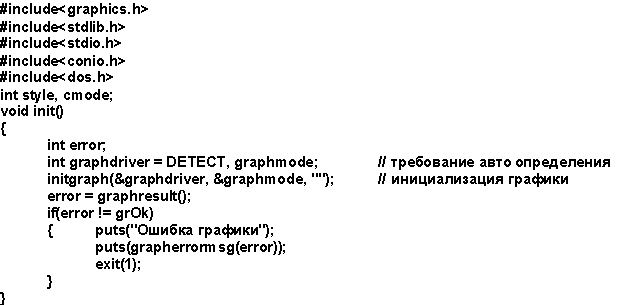 #include<graphics.h>
#include<stdlib.h>
#include<stdio.h>
#include<conio.h>
#include<dos.h>
int style, cmode;
void init()
{
int error;
int graphdriver = DETECT, graphmode; // требование авто определения
initgraph(&graphdriver, &graphmode, ""); // инициализация графики
error = graphresult();
if(error != grOk)
{ puts("Ошибка графики");
puts(grapherrormsg(error));
exit(1);
}
}